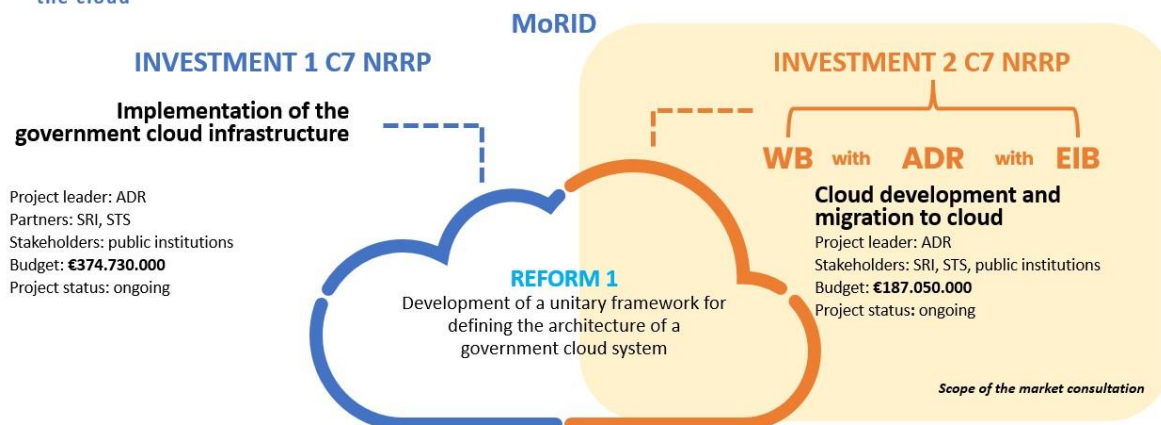 the cloud
MoRID
INVESTMENT 1 C7 NRRP
Implementation of the
government cloud infrastructure
Project leader: ADR
Partners: SRI, STS
Stakeholders: public institutions
Budget: €374.730.000
Project status: ongoing
INVESTMENT 2 C7 NRRP
WB with ADR with EIB
Cloud development and
migration to cloud
Project leader: ADR
Stakeholders: SRI, STS, public institutions
Budget: €187.050.000
Project status: ongoing
REFORM 1
Development of a unitary framework for
defining the architecture of a
government cloud system
Scope of the market consultation